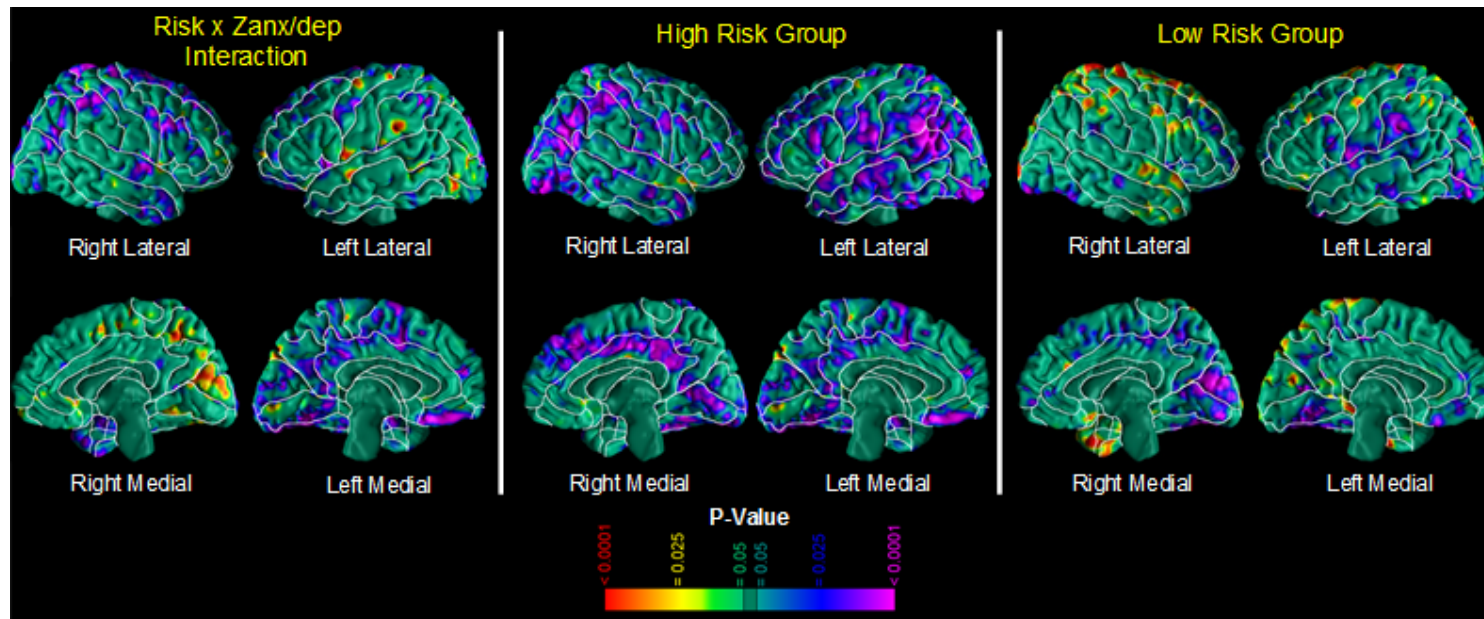 Risk x Zanx/dep
Interaction
High Risk Group
Low Risk Group
Right Lateral
Left Lateral
Right Lateral
Left Lateral
Right Lateral
Left Lateral
Right Medial
Left Medial
Right Medial
Left Medial
Right Medial
Left Medial
P-Value
< 0.0001
= 0.025
= 0.05
= 0.05
= 0.025
< 0.0001